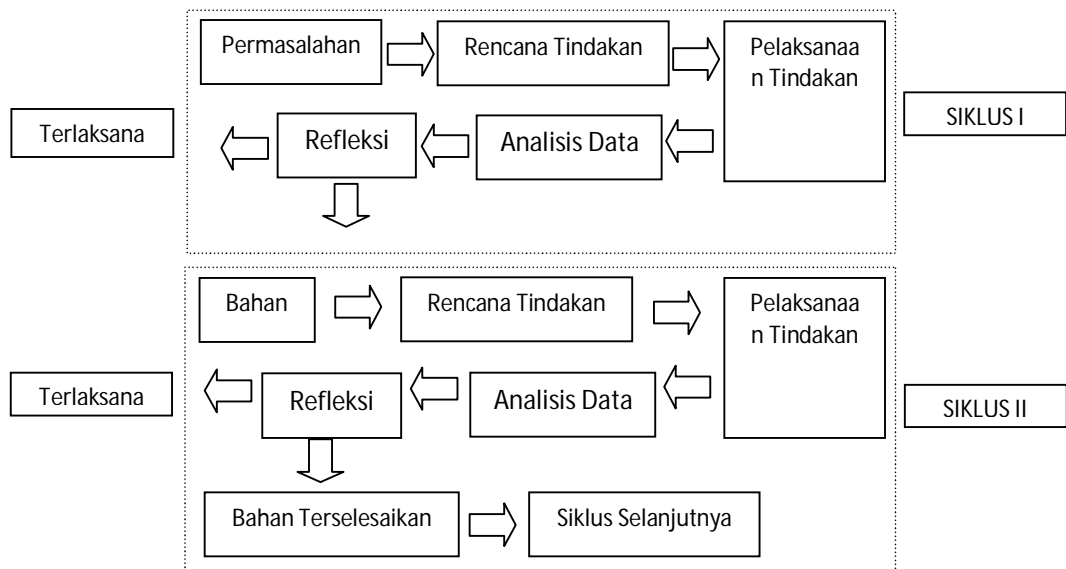 Permasalahan
Rencana Tindakan
Pelaksanaa
n Tindakan
Terlaksana
Refleksi
Analisis Data
SIKLUS I
Bahan
Rencana Tindakan
Pelaksanaa
n Tindakan
Terlaksana
Refleksi
Analisis Data
SIKLUS II
Bahan Terselesaikan
Siklus Selanjutnya